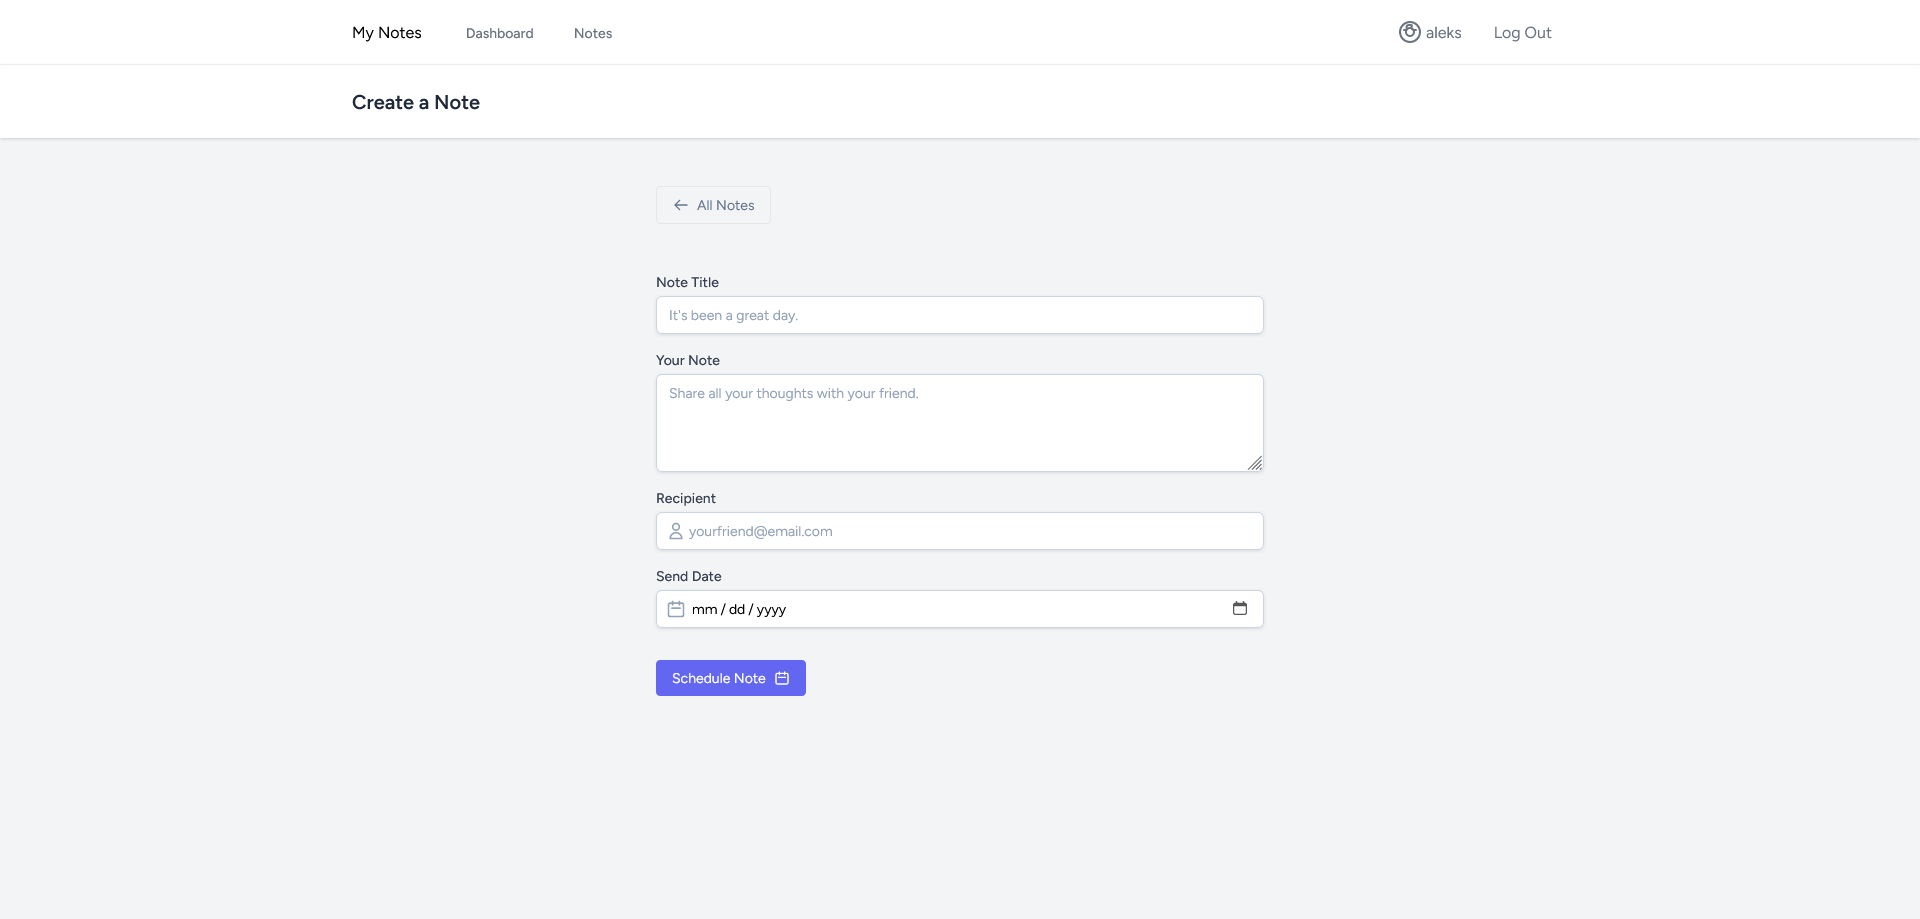 My Notes Dashboard Notes aleks Log Out
Create a Note
All Notes
Note Title
It's been a great day.
Your Note
Share all your thoughts with your friend.
Recipient
yourfriend@email.com
Send Date
mm / dd / yyyy
Schedule Note